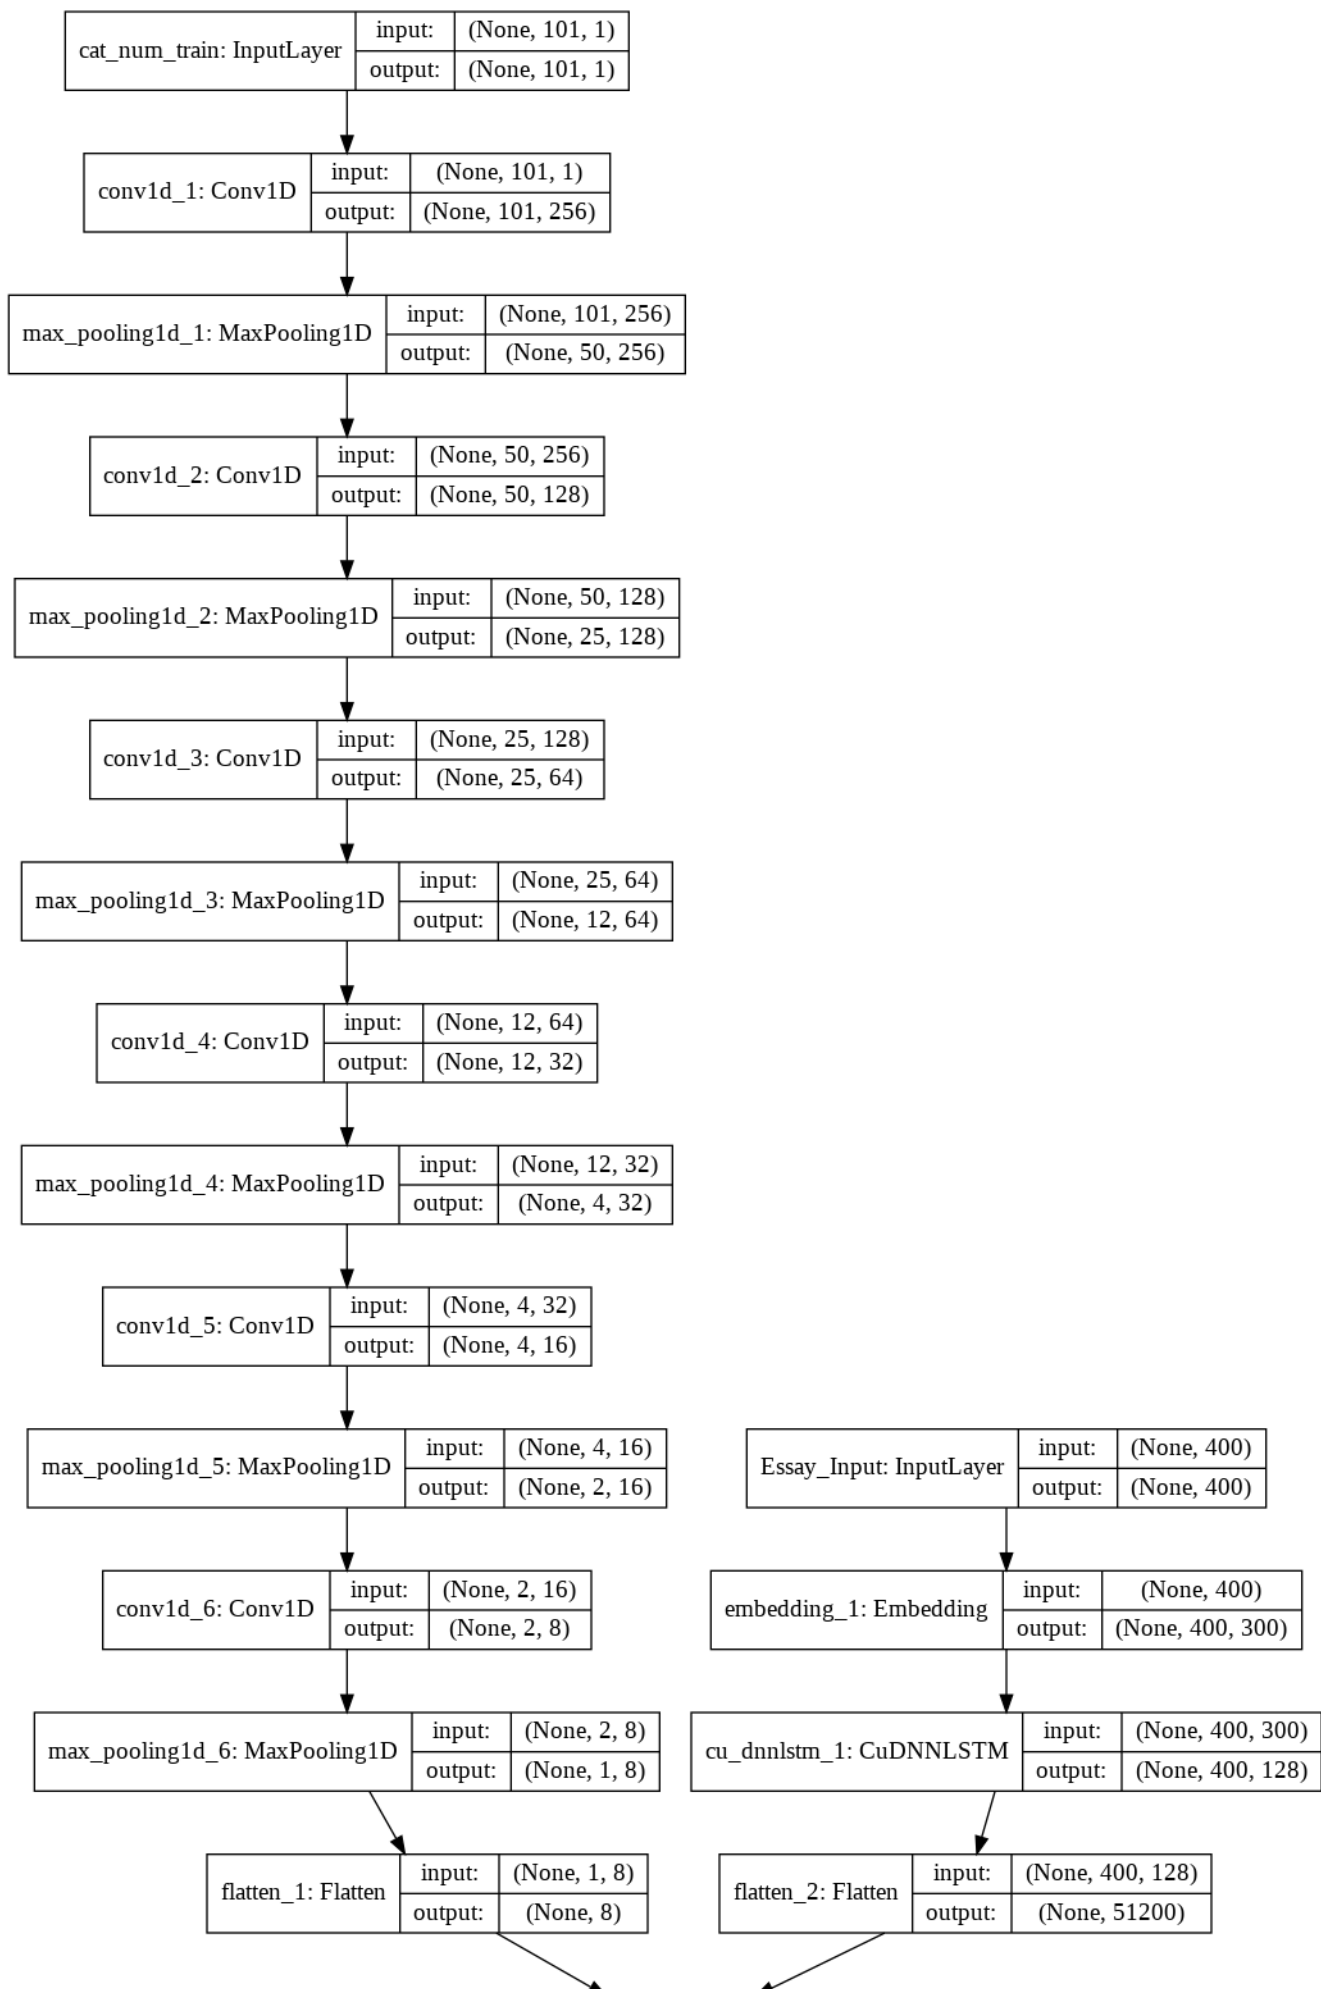 cat_num_train: InputLayer
input: (None, 101, 1)
output: (None, 101, 1)
conv1d_1: Conv1D
input: (None, 101, 1)
output: (None, 101, 256)
max_pooling1d_1: MaxPooling1D
input: (None, 101, 256)
output: (None, 50, 256)
conv1d_2: Conv1D
input: (None, 50, 256)
output: (None, 50, 128)
max_pooling1d_2: MaxPooling1D
input: (None, 50, 128)
output: (None, 25, 128)
conv1d_3: Conv1D
input: (None, 25, 128)
output: (None, 25, 64)
max_pooling1d_3: MaxPooling1D
input: (None, 25, 64)
output: (None, 12, 64)
conv1d_4: Conv1D
input: (None, 12, 64)
output: (None, 12, 32)
max_pooling1d_4: MaxPooling1D
input: (None, 12, 32)
output: (None, 4, 32)
conv1d_5: Conv1D
input: (None, 4, 32)
output: (None, 4, 16)
max_pooling1d_5: MaxPooling1D
input: (None, 4, 16)
output: (None, 2, 16)
conv1d_6: Conv1D
input: (None, 2, 16)
output: (None, 2, 8)
max_pooling1d_6: MaxPooling1D
input: (None, 2, 8)
output: (None, 1, 8)
flatten_1: Flatten
input: (None, 1, 8)
output: (None, 8)
Essay_Input: InputLayer
input: (None, 400)
output: (None, 400)
embedding_1: Embedding
input: (None, 400)
output: (None, 400, 300)
cu_dnnlstm_1: CuDNNLSTM
input: (None, 400, 300)
output: (None, 400, 128)
flatten_2: Flatten
input: (None, 400, 128)
output: (None, 51200)